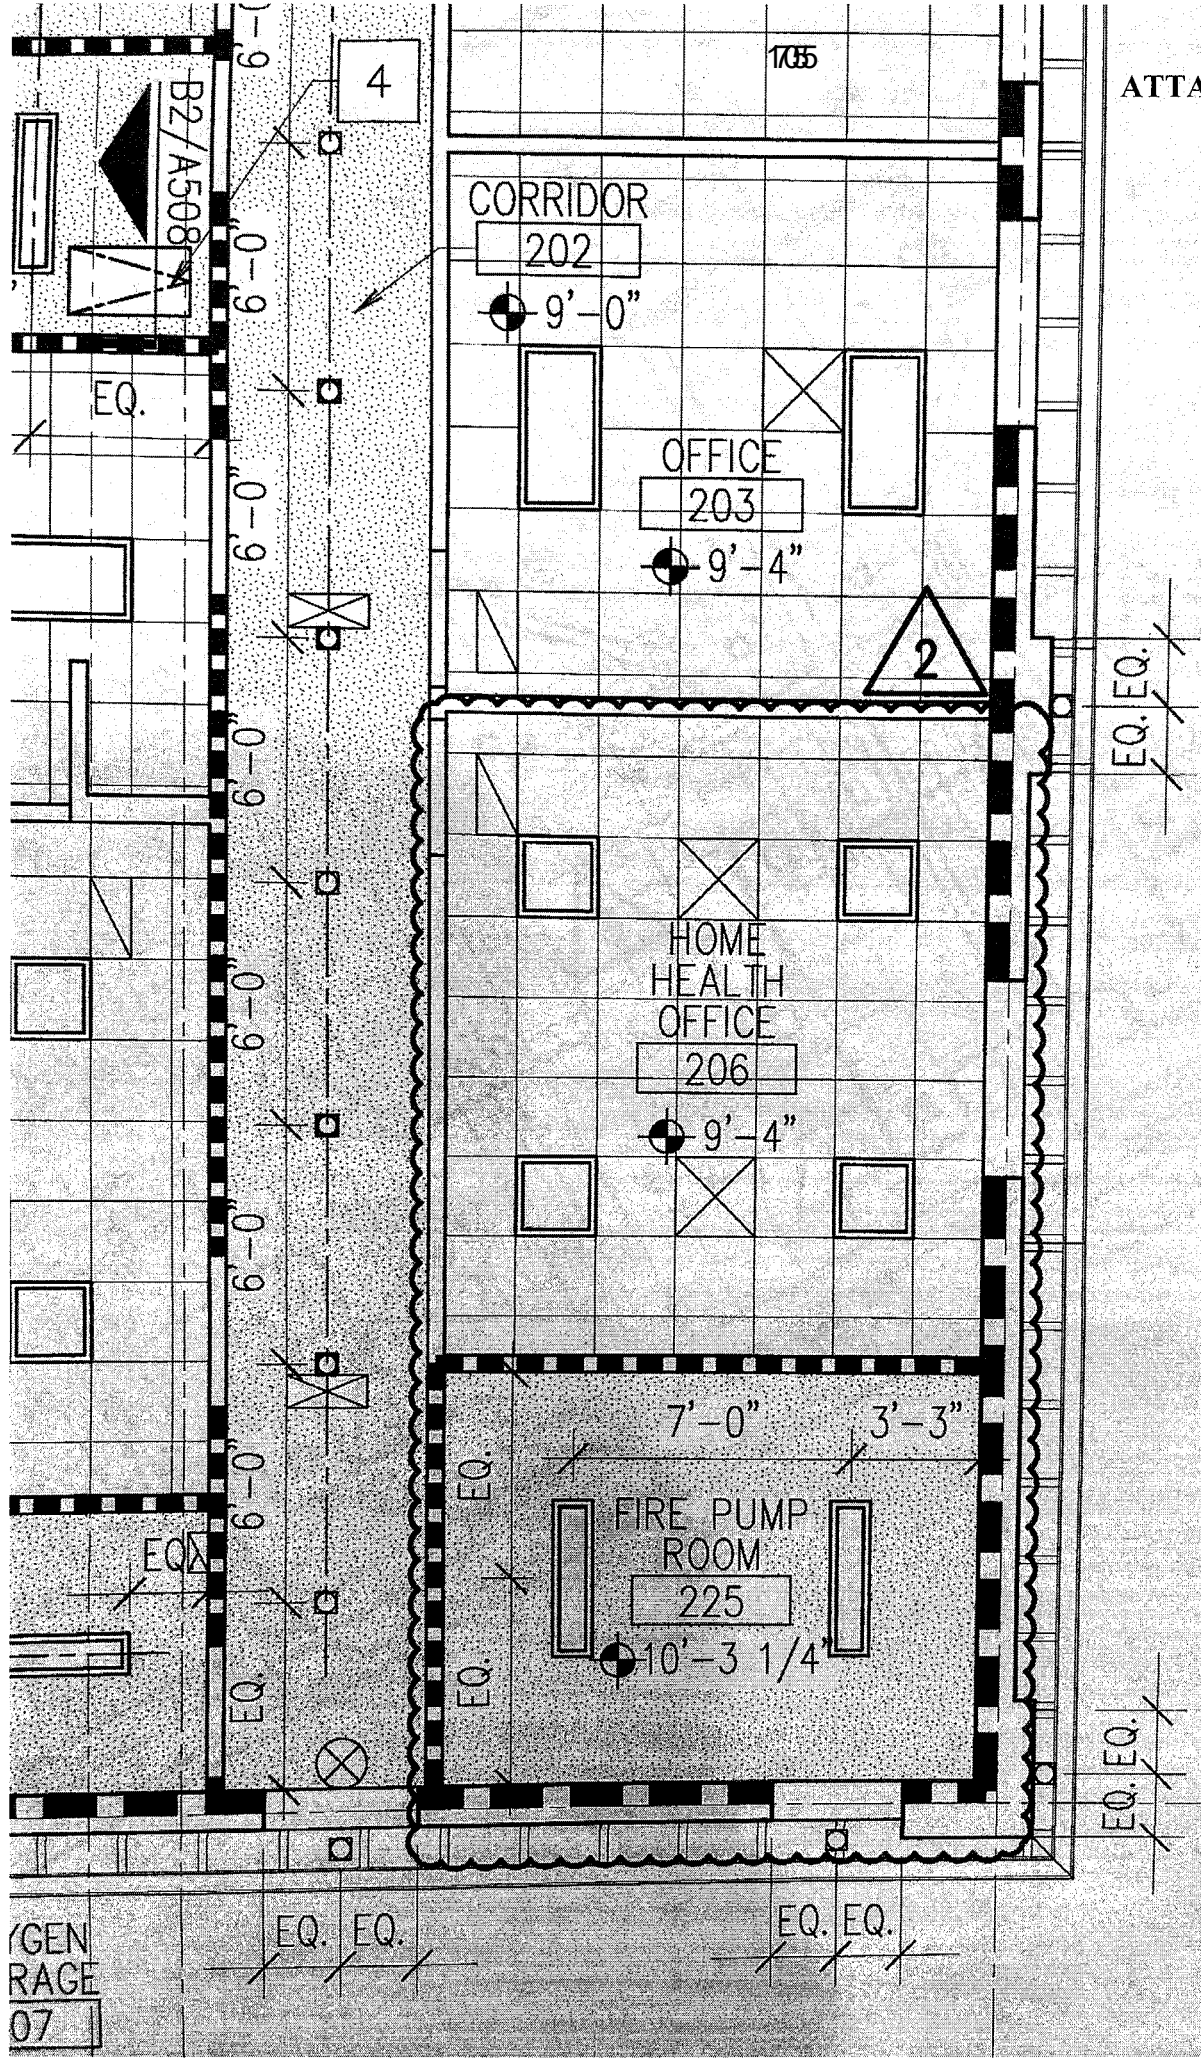 ATTA
4
B2/A508
CORRIDOR
202
9'-0"
EQ.
OFFICE
203
9'-4"
2
6'-0"
6'-0"
6'-0"
6'-0"
6'-0"
6'-0"
6'-0"
EQ.
EQ.
HOME
HEALTH
OFFICE
206
9'-4"
7'-0"
3'-3"
EQ.
EQ.
FIRE PUMP
ROOM
225
10'-3 1/4"
EQ.
EQ.
EQ.
EQ.
EQ. EQ.
EQ. EQ.
YGEN
RAGE
07